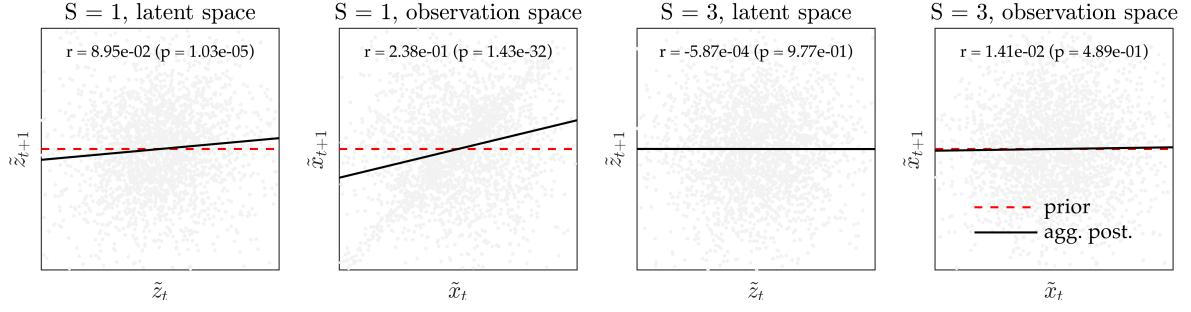 S = 1, latent space
r = 8.95e-02 (p = 1.03e-05)
z̃ₜ₊₁
z̃ₜ
S = 1, observation space
r = 2.38e-01 (p = 1.43e-32)
x̃ₜ₊₁
x̃ₜ
S = 3, latent space
r = -5.87e-04 (p = 9.77e-01)
z̃ₜ₊₁
z̃ₜ
S = 3, observation space
r = 1.41e-02 (p = 4.89e-01)
x̃ₜ₊₁
prior
agg. post.
x̃ₜ